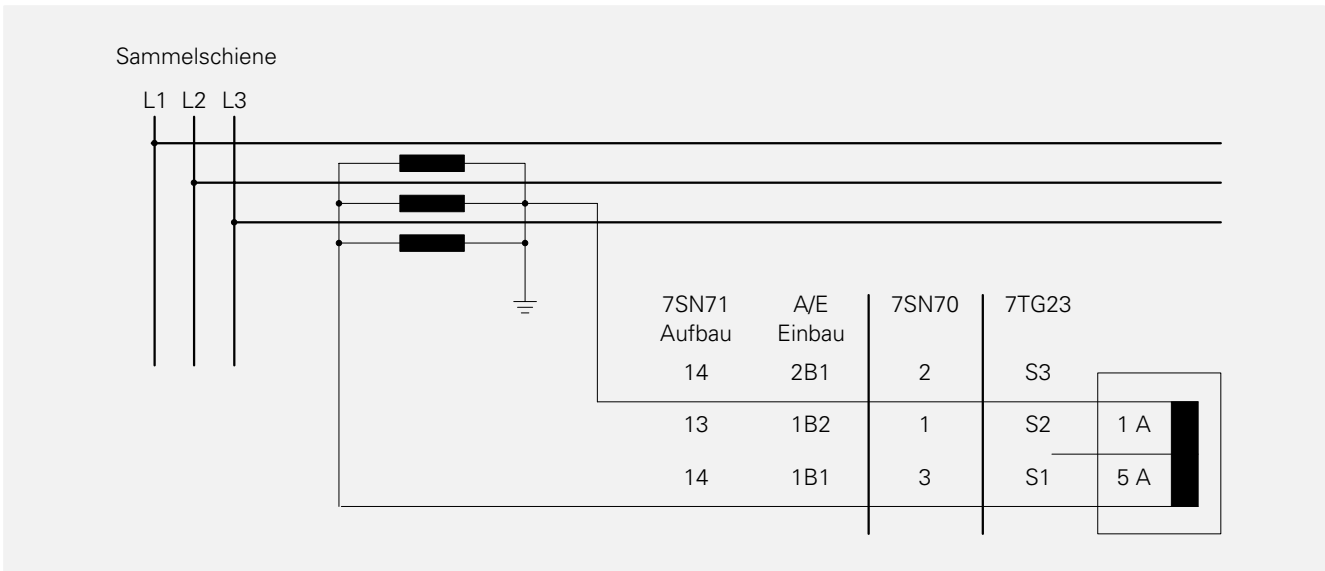 Sammelschiene
L1 L2 L3
7SN71 A/E 7SN70 7TG23
Aufbau Einbau
14 2B1 2 S3
13 1B2 1 S2 1 A
14 1B1 3 S1 5 A